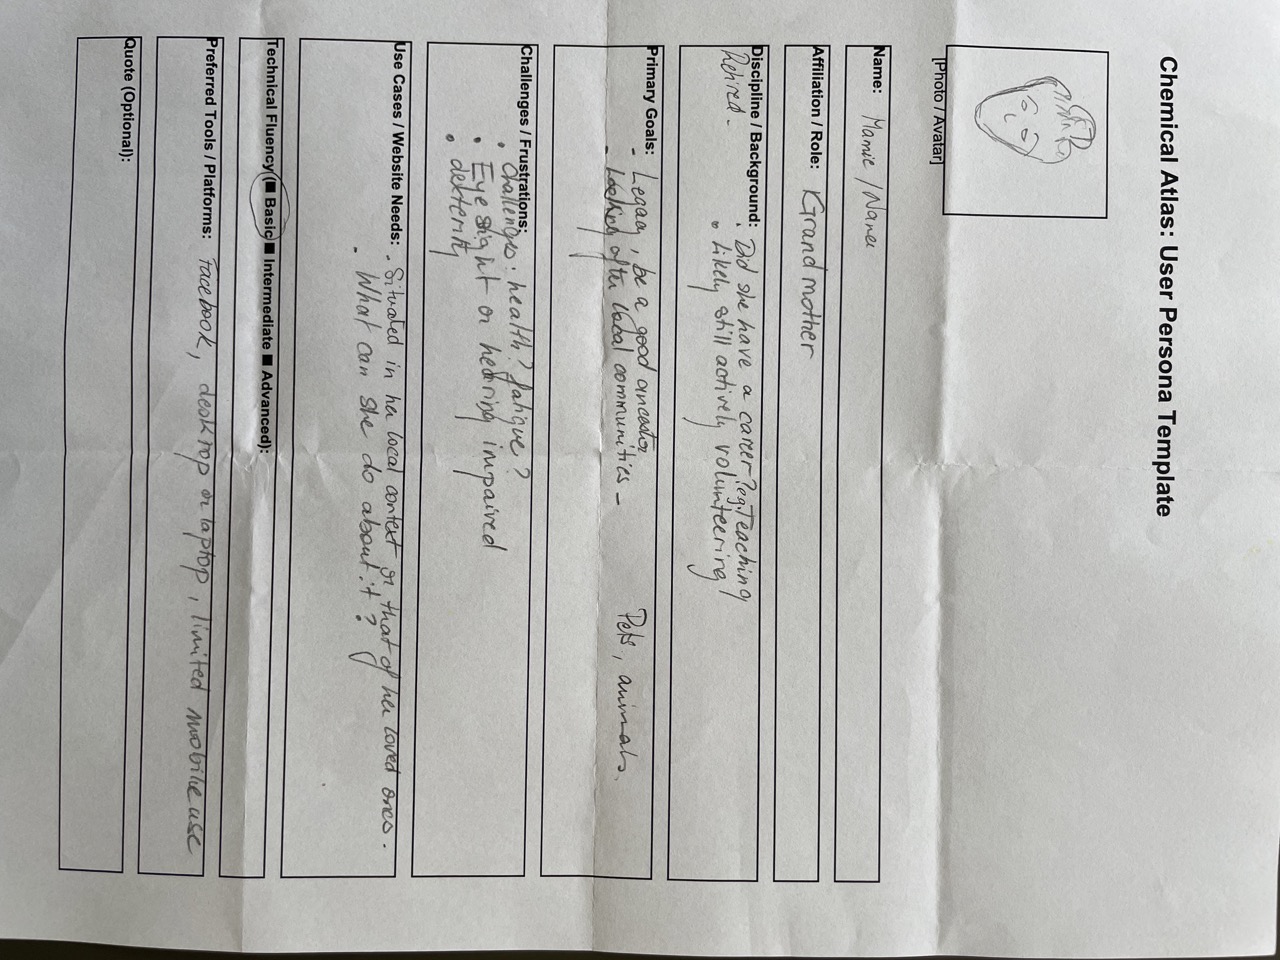 Chemical Atlas: User Persona Template
[Photo / Avatar]
Name: Mamie / Nana
Affiliation / Role: Grand mother
Discipline / Background: . Did she have a career? eg. Teaching
Retired - • Likely still actively volunteering
Primary Goals: - Legacy, be a good ancestor Pets, animals.
- Looking after local communities -
Challenges / Frustrations:
• Challenges: health? fatigue?
• Eye sight or hearing impaired
• dexterity
Use Cases / Website Needs: . Situated in her local context or that of her loved ones.
- What can she do about it?
Technical Fluency (■ Basic ■ Intermediate ■ Advanced):
Preferred Tools / Platforms: Facebook, desktop or laptop, limited mobile use
Quote (Optional):